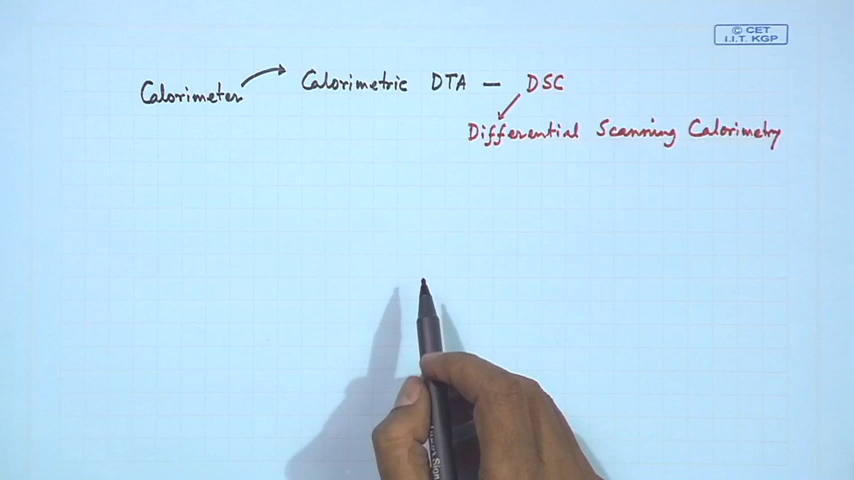 © CET
I.I.T. KGP
Calorimeter → Calorimetric DTA — DSC
Differential Scanning Calorimetry